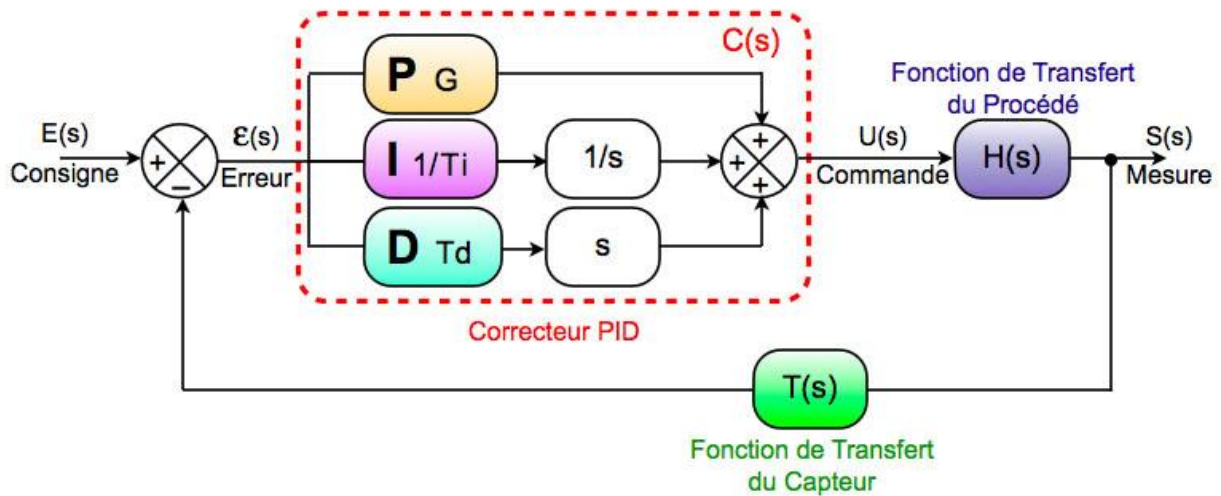 C(s)
P G
Fonction de Transfert
du Procédé
E(s)
Consigne
+
−
ε(s)
Erreur
I 1/Ti
1/s
+
+
+
U(s)
Commande
H(s)
S(s)
Mesure
D Td
s
Correcteur PID
T(s)
Fonction de Transfert
du Capteur